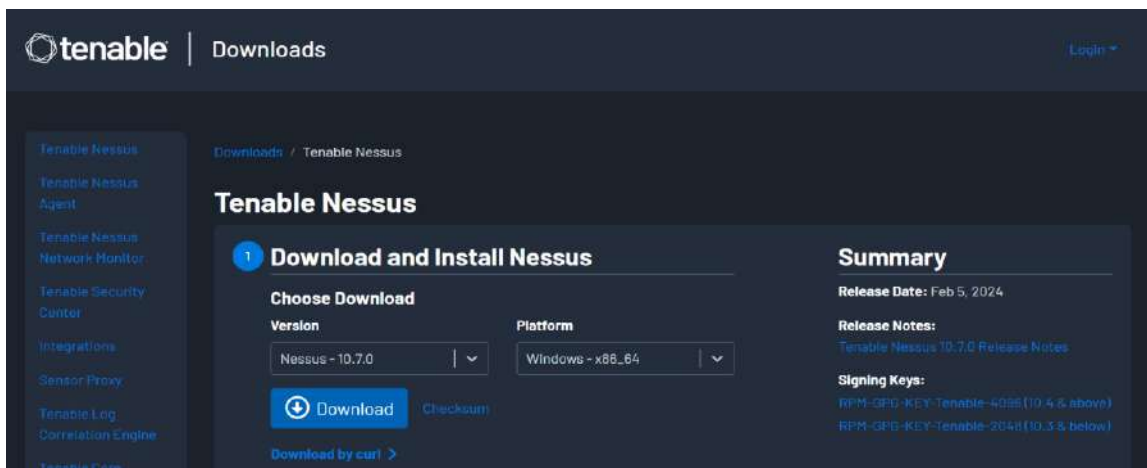 tenable
Downloads
Login
Tenable Nessus
Tenable Nessus
Agent
Tenable Nessus
Network Monitor
Tenable Security
Center
Integrations
Sensor Proxy
Tenable Log
Correlation Engine
Tenable Core
Downloads / Tenable Nessus
Tenable Nessus
1 Download and Install Nessus
Choose Download
Version
Platform
Nessus - 10.7.0
Windows - x86_64
Download
Checksum
Download by curl >
Summary
Release Date: Feb 5, 2024
Release Notes:
Tenable Nessus 10.7.0 Release Notes
Signing Keys:
RPM-GPG-KEY-Tenable-4096 (10.4 & above)
RPM-GPG-KEY-Tenable-2048 (10.3 & below)